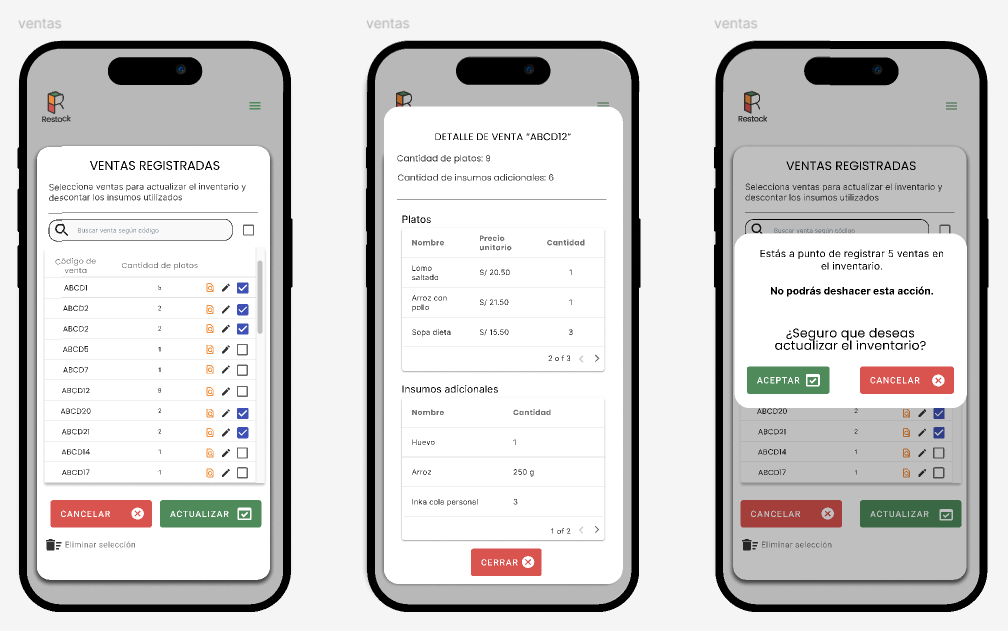 ventas
Restock
VENTAS REGISTRADAS
Selecciona ventas para actualizar el inventario y
descontar los insumos utilizados
Buscar venta según código
Código de
venta
Cantidad de platos
ABCD1 5
ABCD2 2
ABCD2 2
ABCD5 1
ABCD7 1
ABCD12 9
ABCD20 2
ABCD21 2
ABCD14 1
ABCD17 1
CANCELAR
ACTUALIZAR
Eliminar selección
ventas
DETALLE DE VENTA "ABCD12"
Cantidad de platos: 9
Cantidad de insumos adicionales: 6
Platos
Nombre Precio unitario Cantidad
Lomo saltado S/ 20.50 1
Arroz con pollo S/ 21.50 1
Sopa dieta S/ 15.50 3
2 of 3
Insumos adicionales
Nombre Cantidad
Huevo 1
Arroz 250 g
Inka cola personal 3
1 of 2
CERRAR
ventas
Restock
VENTAS REGISTRADAS
Selecciona ventas para actualizar el inventario y
descontar los insumos utilizados
Buscar venta según código
Estás a punto de registrar 5 ventas en
el inventario.
No podrás deshacer esta acción.
¿Seguro que deseas
actualizar el inventario?
ACEPTAR
CANCELAR
ABCD20 2
ABCD21 2
ABCD14 1
ABCD17 1
CANCELAR
ACTUALIZAR
Eliminar selección